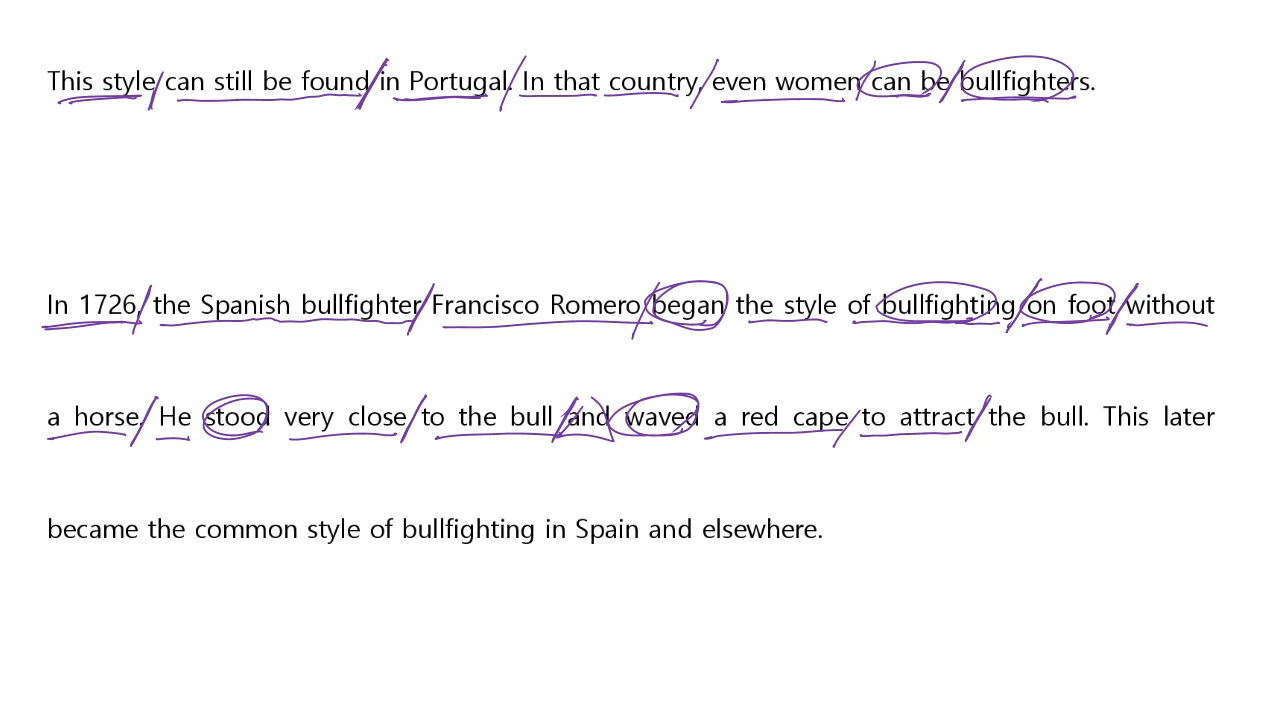 This style can still be found in Portugal. In that country, even women can be bullfighters.
In 1726, the Spanish bullfighter Francisco Romero began the style of bullfighting on foot without
a horse. He stood very close to the bull and waved a red cape to attract the bull. This later
became the common style of bullfighting in Spain and elsewhere.